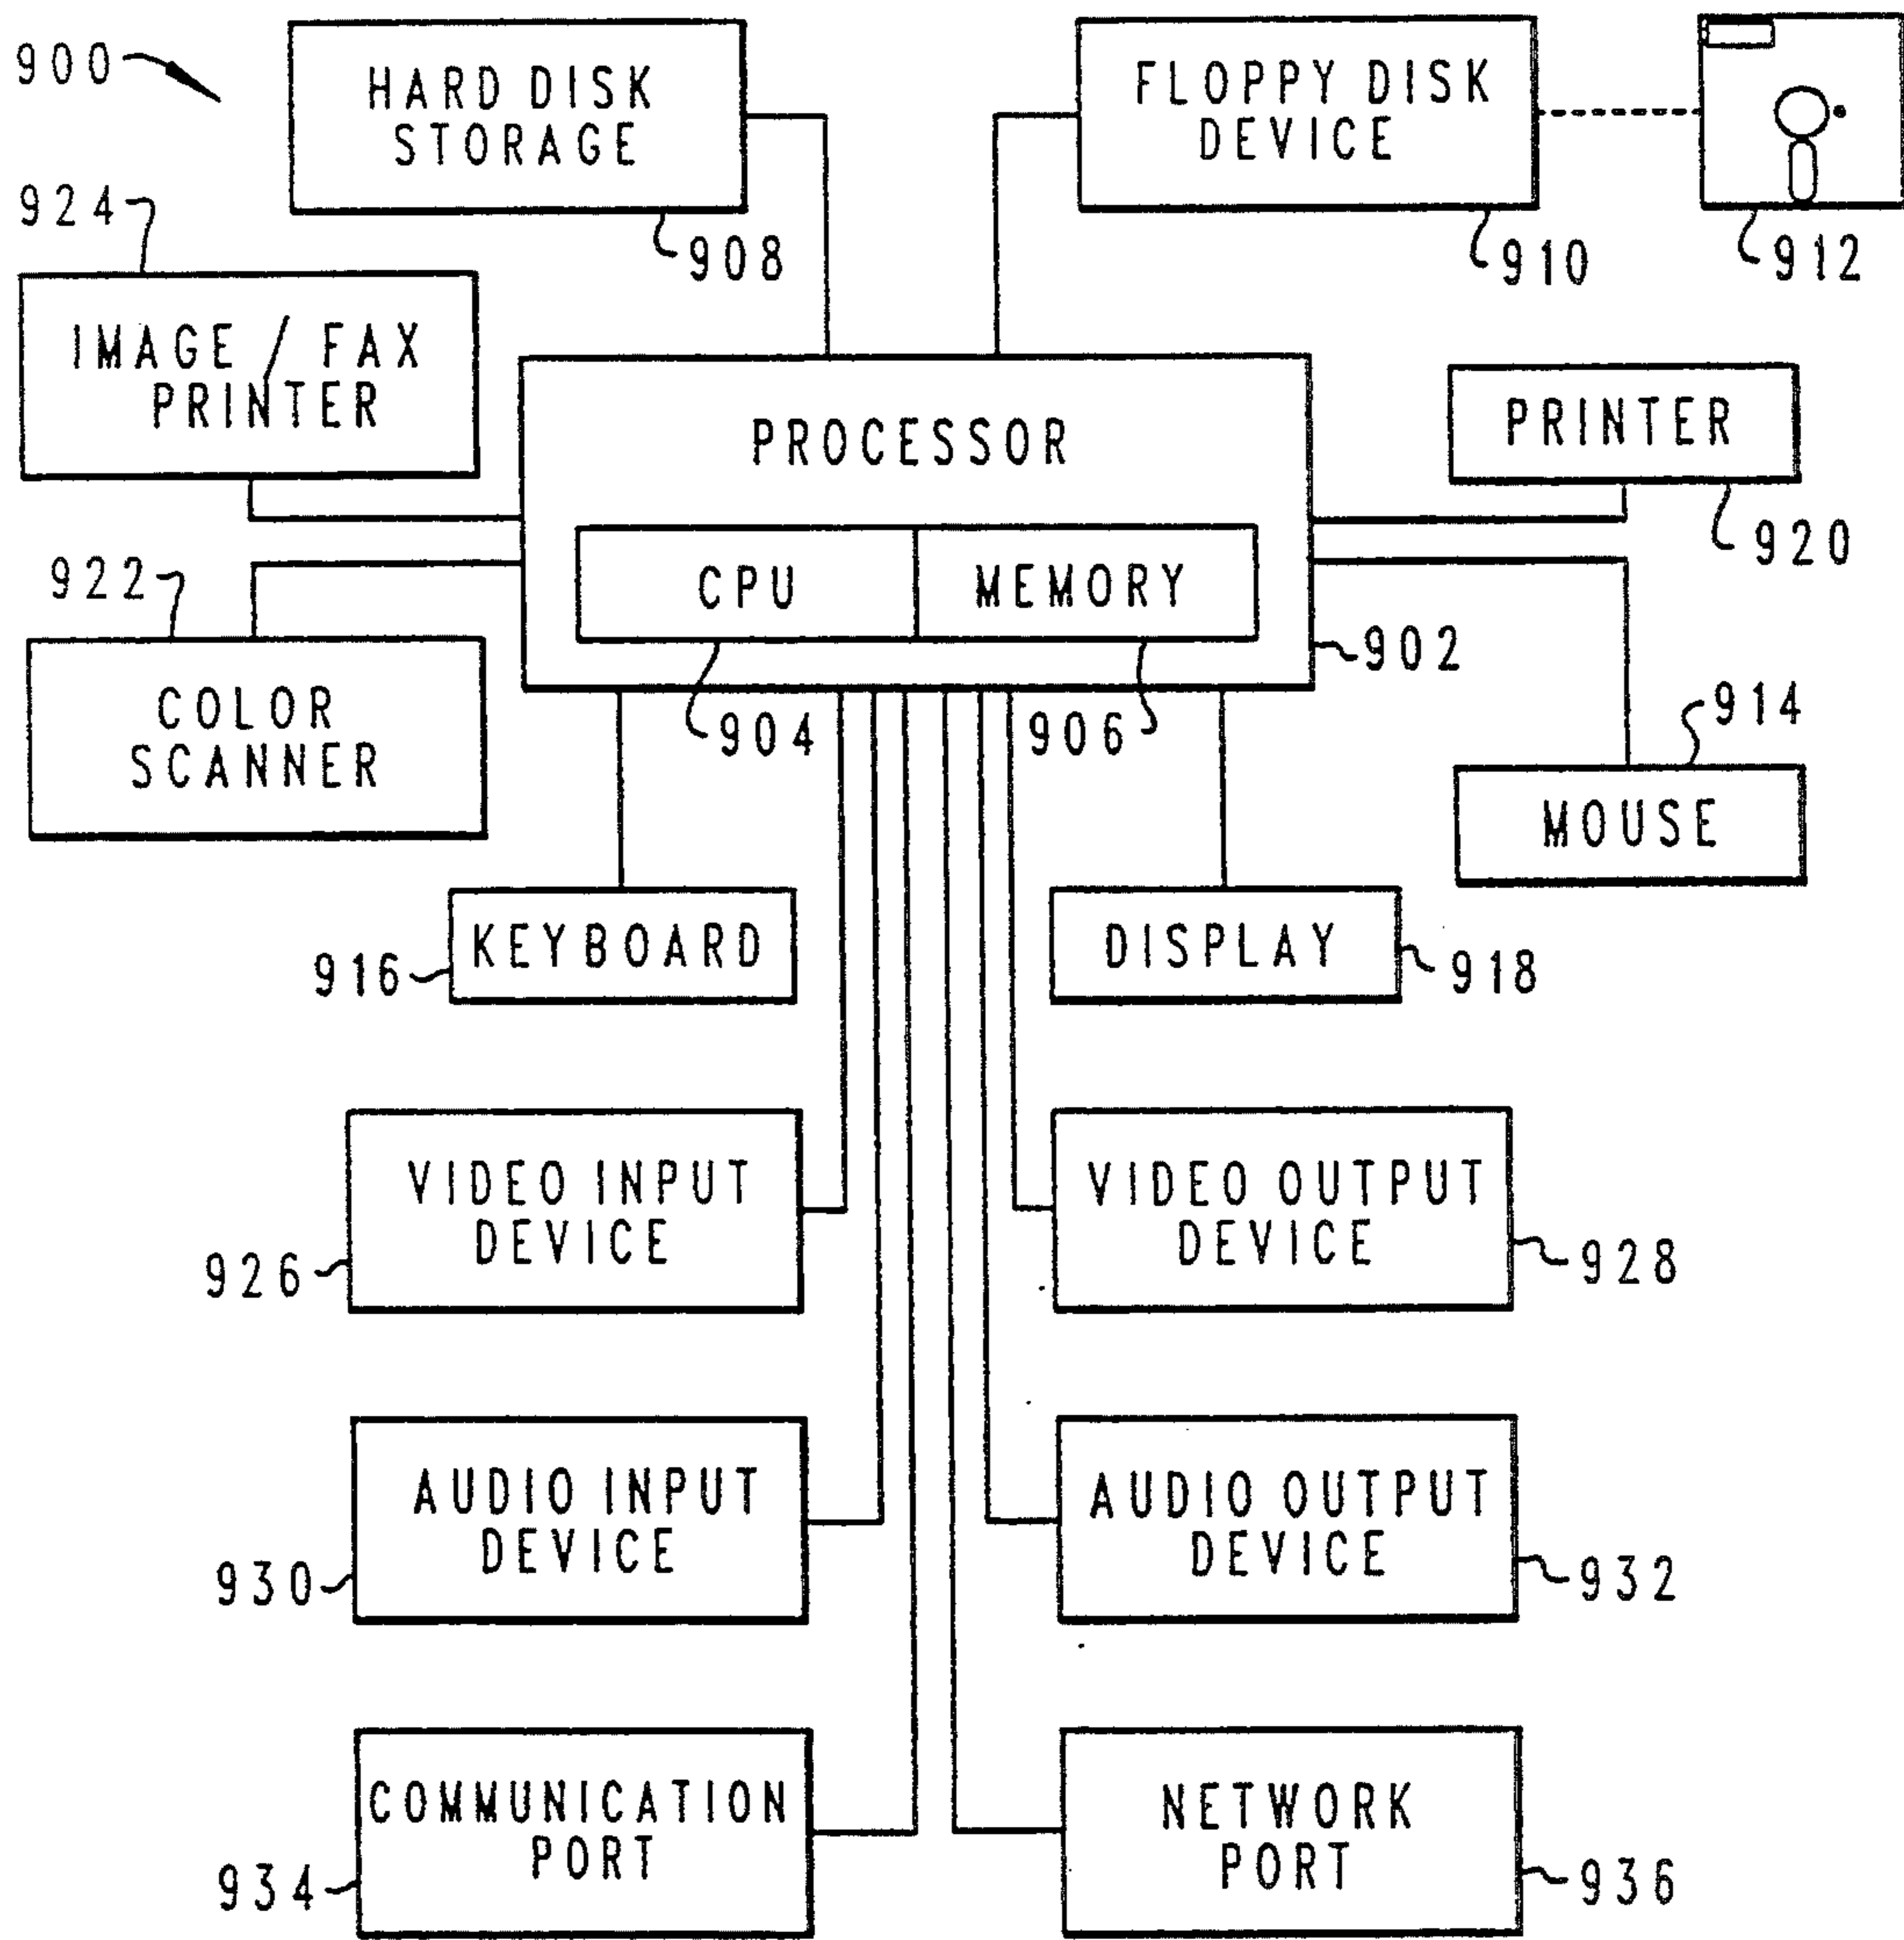 900
HARD DISK
STORAGE
908
FLOPPY DISK
DEVICE
910
912
924
IMAGE / FAX
PRINTER
PROCESSOR
CPU
MEMORY
902
904
906
PRINTER
920
922
COLOR
SCANNER
914
MOUSE
KEYBOARD
916
DISPLAY
918
VIDEO INPUT
DEVICE
926
VIDEO OUTPUT
DEVICE
928
AUDIO INPUT
DEVICE
930
AUDIO OUTPUT
DEVICE
932
COMMUNICATION
PORT
934
NETWORK
PORT
936